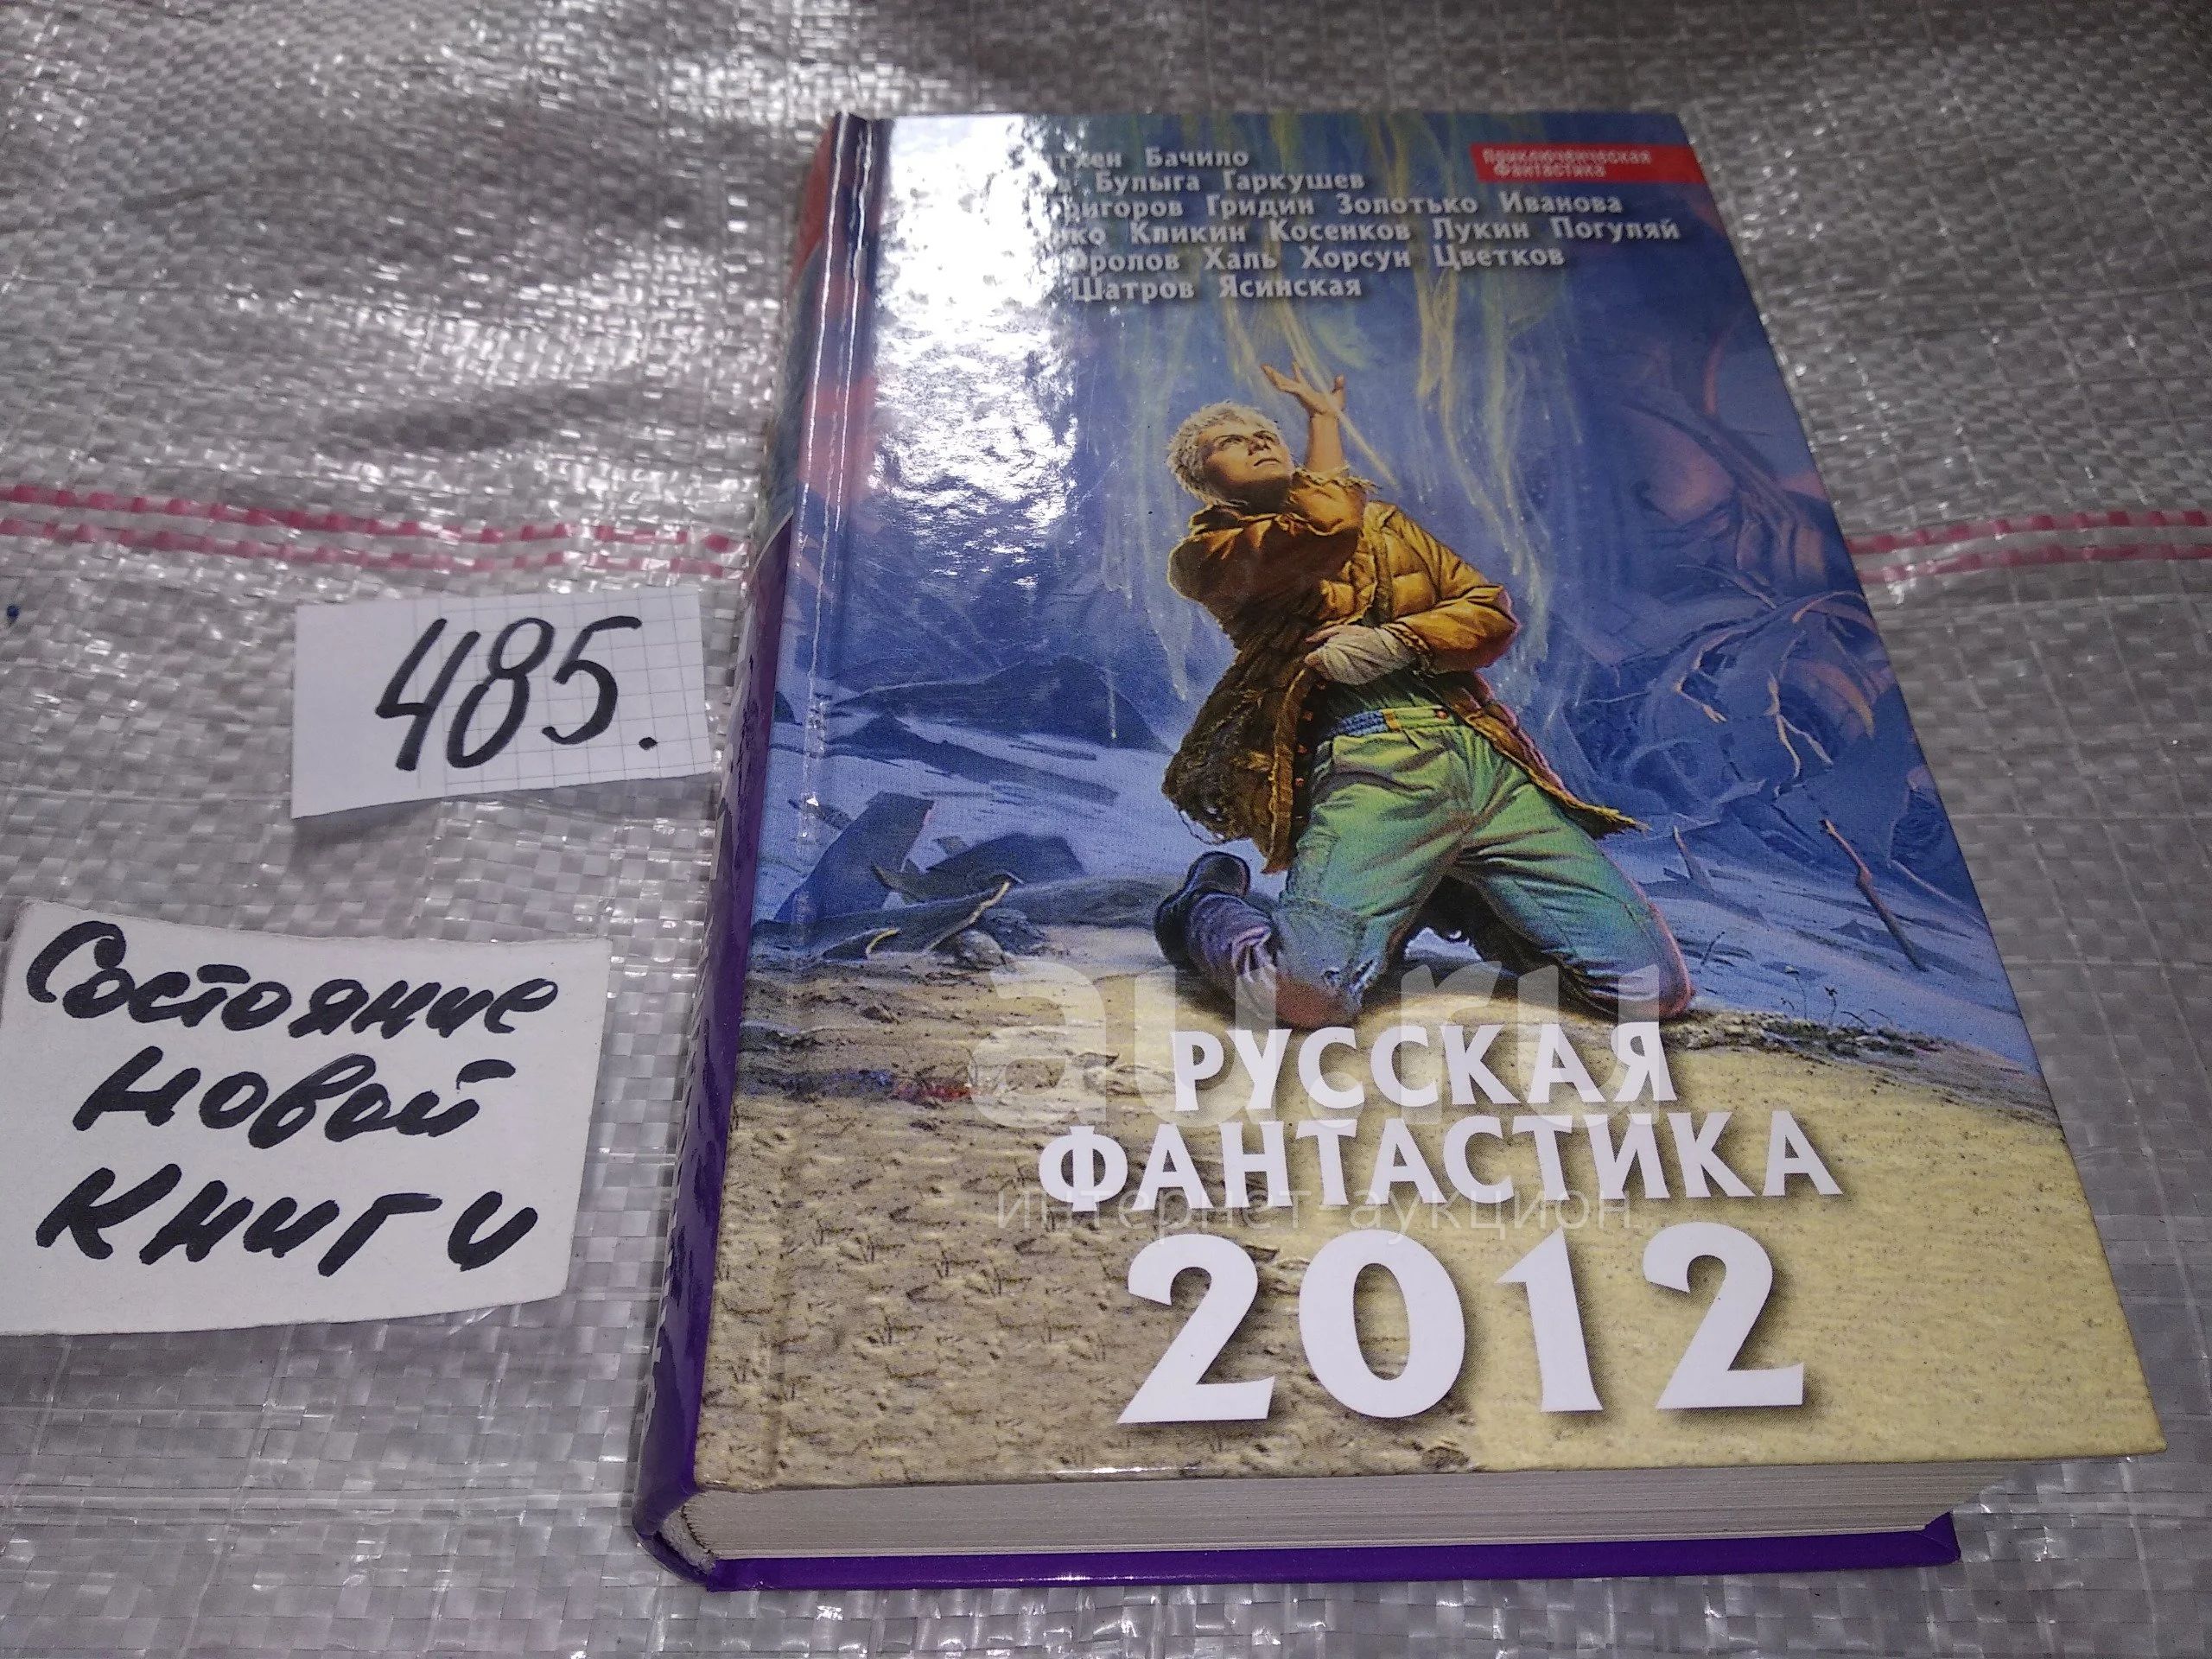 Бачило
Булыга Гаркушев
Гридин Золотько Иванова
Кликин Косенков Лукин Погуляй
Халь Хорсун Цветков
Шатров Ясинская
Приключенческая
Фантастика
485.
Состояние
новой
книги
au.ru
РУССКАЯ
ФАНТАСТИКА
интернет аукцион
2012